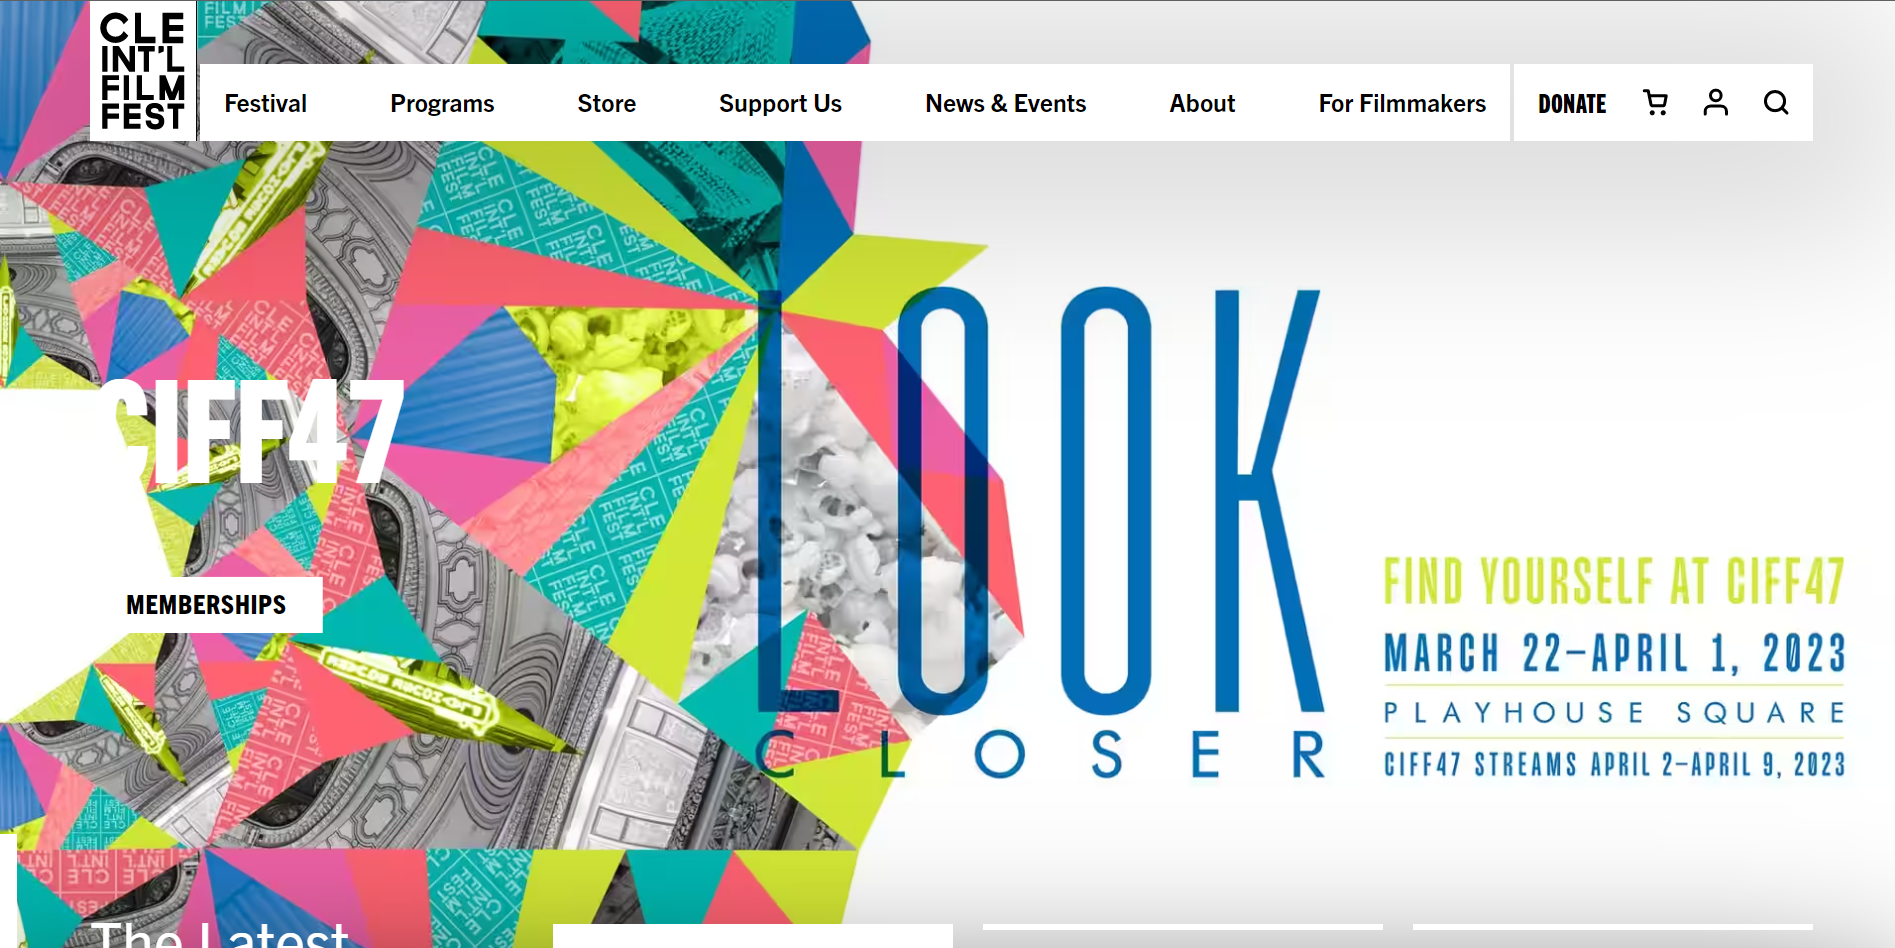 CLE
INT'L
FILM
FEST
Festival
Programs
Store
Support Us
News & Events
About
For Filmmakers
DONATE
CIFF47
MEMBERSHIPS
LOOK
CLOSER
FIND YOURSELF AT CIFF47
MARCH 22–APRIL 1, 2023
PLAYHOUSE SQUARE
CIFF47 STREAMS APRIL 2–APRIL 9, 2023
The Latest